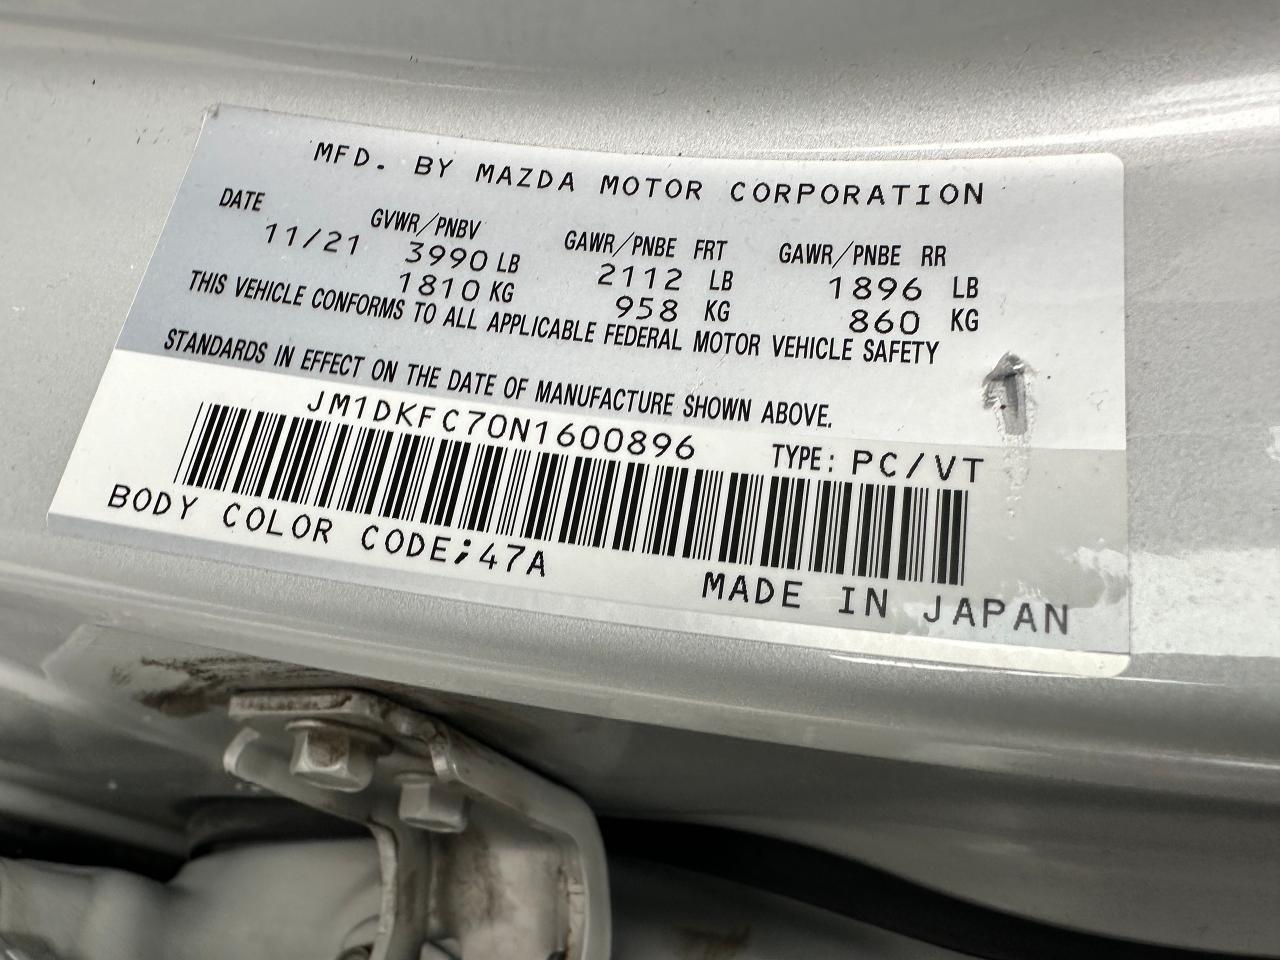 MFD. BY MAZDA MOTOR CORPORATION
DATE GVWR/PNBV GAWR/PNBE FRT GAWR/PNBE RR
11/21 3990 LB 2112 LB 1896 LB
1810 KG 958 KG 860 KG
THIS VEHICLE CONFORMS TO ALL APPLICABLE FEDERAL MOTOR VEHICLE SAFETY
STANDARDS IN EFFECT ON THE DATE OF MANUFACTURE SHOWN ABOVE.
JM1DKFC70N1600896 TYPE: PC/VT
BODY COLOR CODE;47A
MADE IN JAPAN